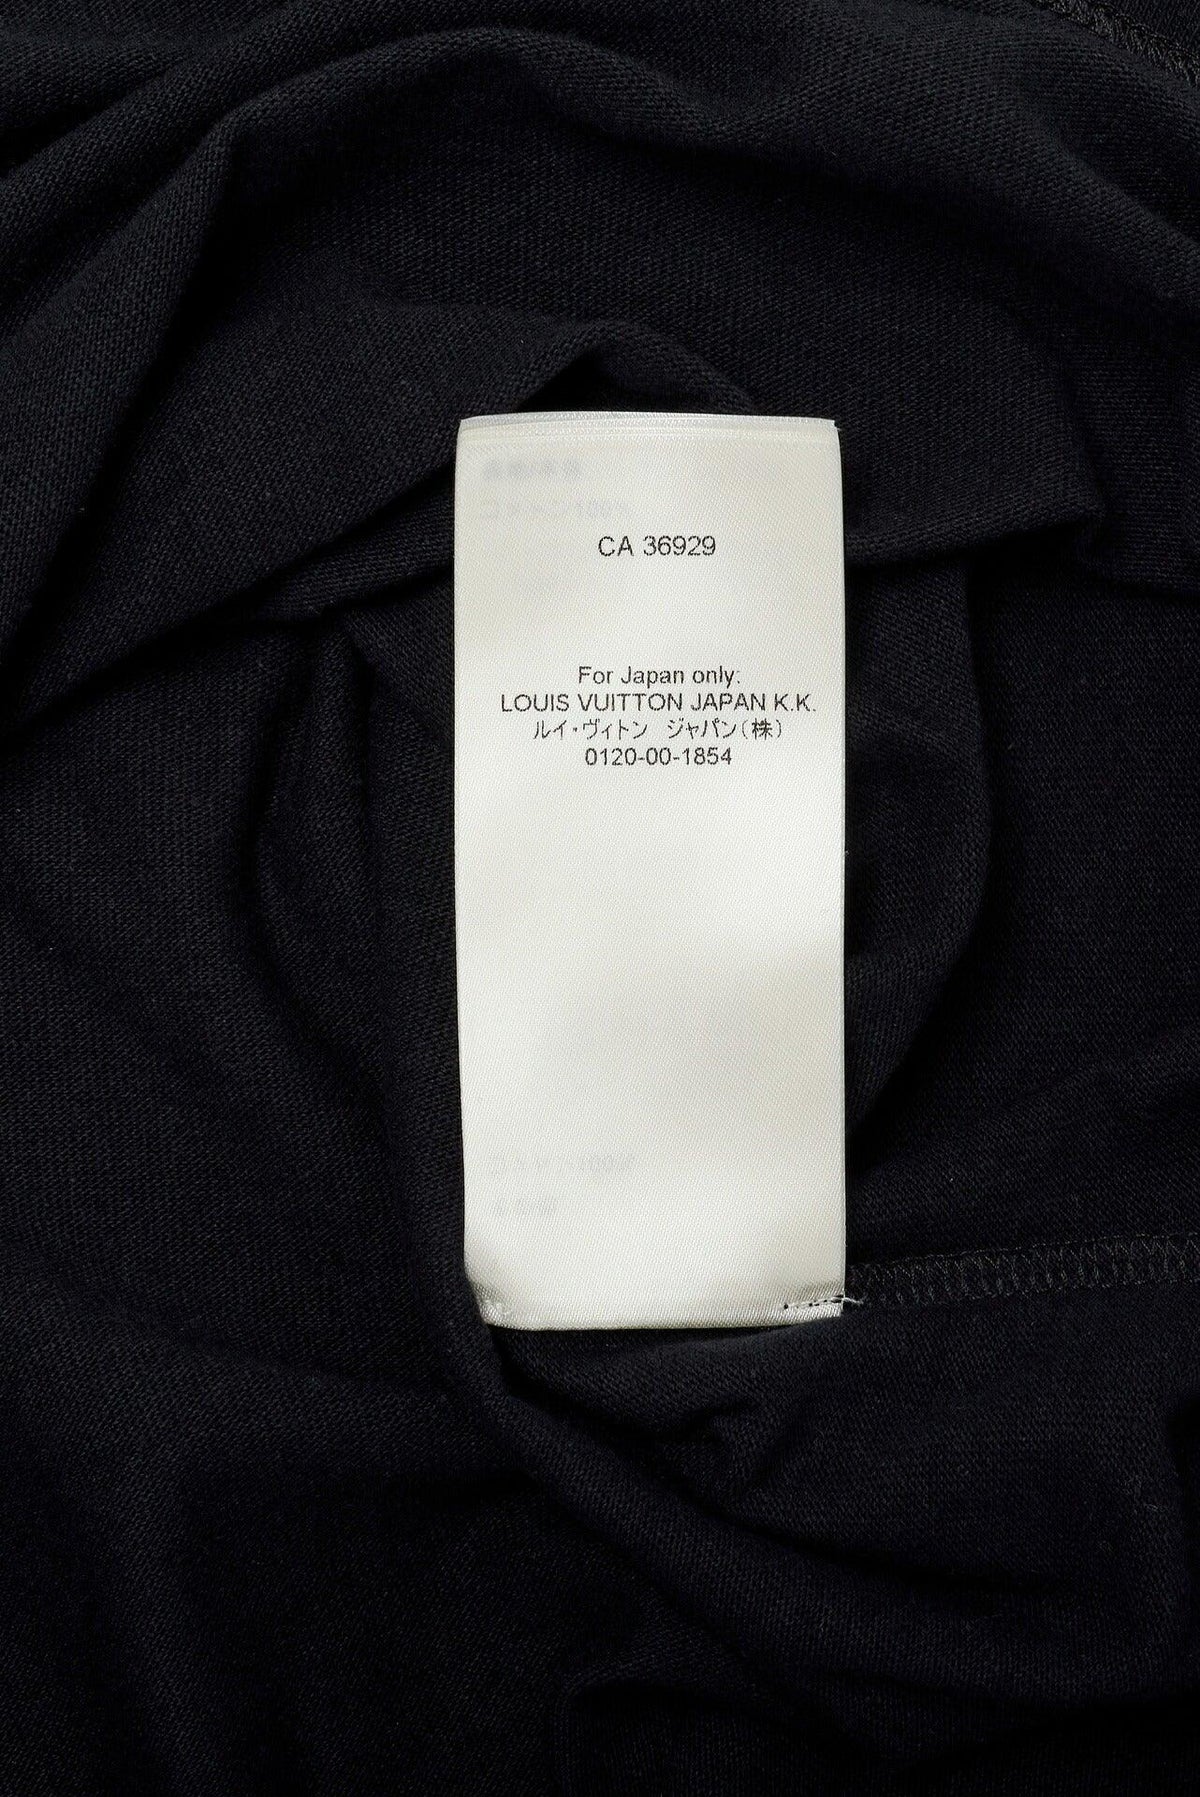 CA 36929
For Japan only:
LOUIS VUITTON JAPAN K.K.
ルイ・ヴィトン ジャパン(株)
0120-00-1854